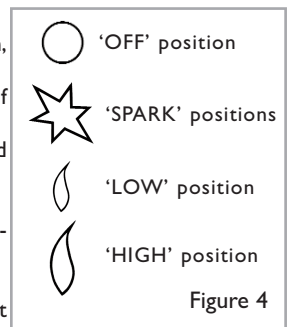 'OFF' position
'SPARK' positions
'LOW' position
'HIGH' position
Figure 4